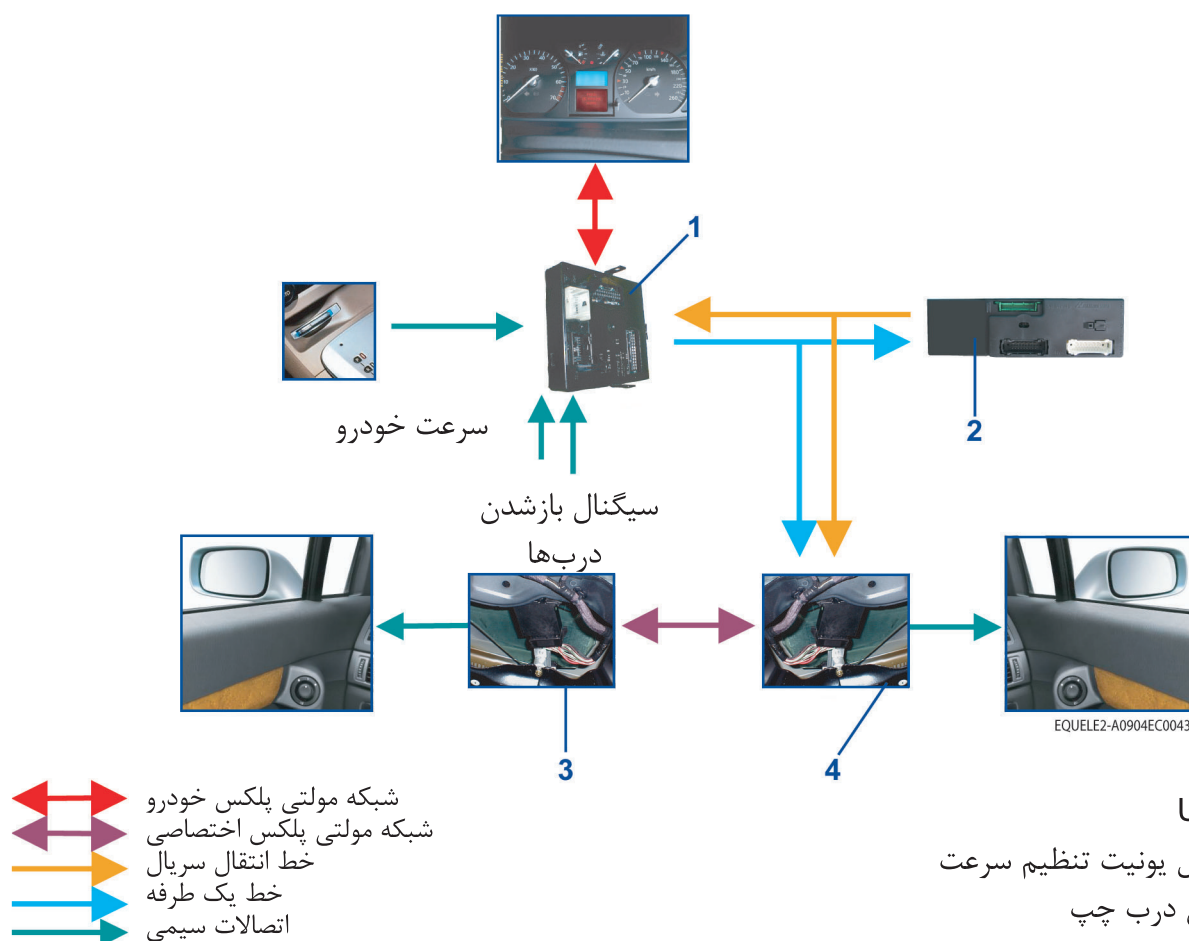 1
2
سرعت خودرو
سیگنال بازشدن
درب‌ها
EQUELE2-A0904EC0043
3
4
شبکه مولتی پلکس خودرو
شبکه مولتی پلکس اختصاصی
خط انتقال سریال
خط یک طرفه
اتصالات سیمی
یونیت تنظیم سرعت
درب چپ